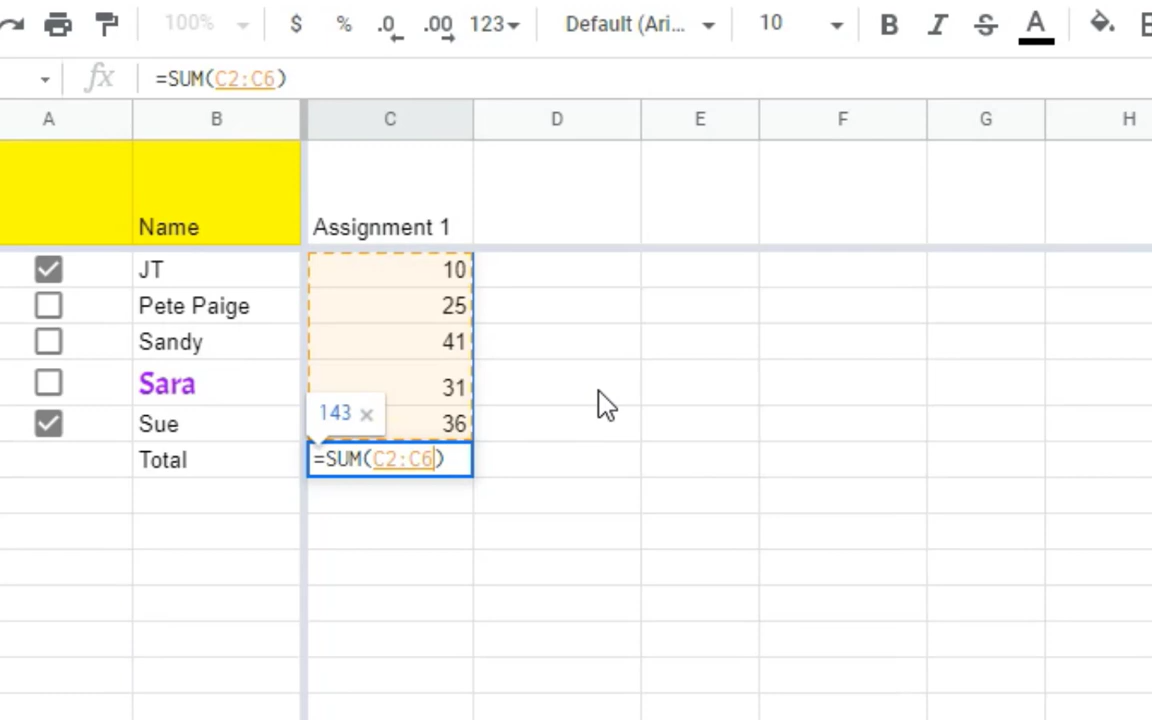 100% $ % .0 .00 123 Default (Ari... 10 B I S A
fx =SUM(C2:C6)
A B C D E F G H
Name Assignment 1
JT 10
Pete Paige 25
Sandy 41
Sara 31
143 ×
Sue 36
Total =SUM(C2:C6)